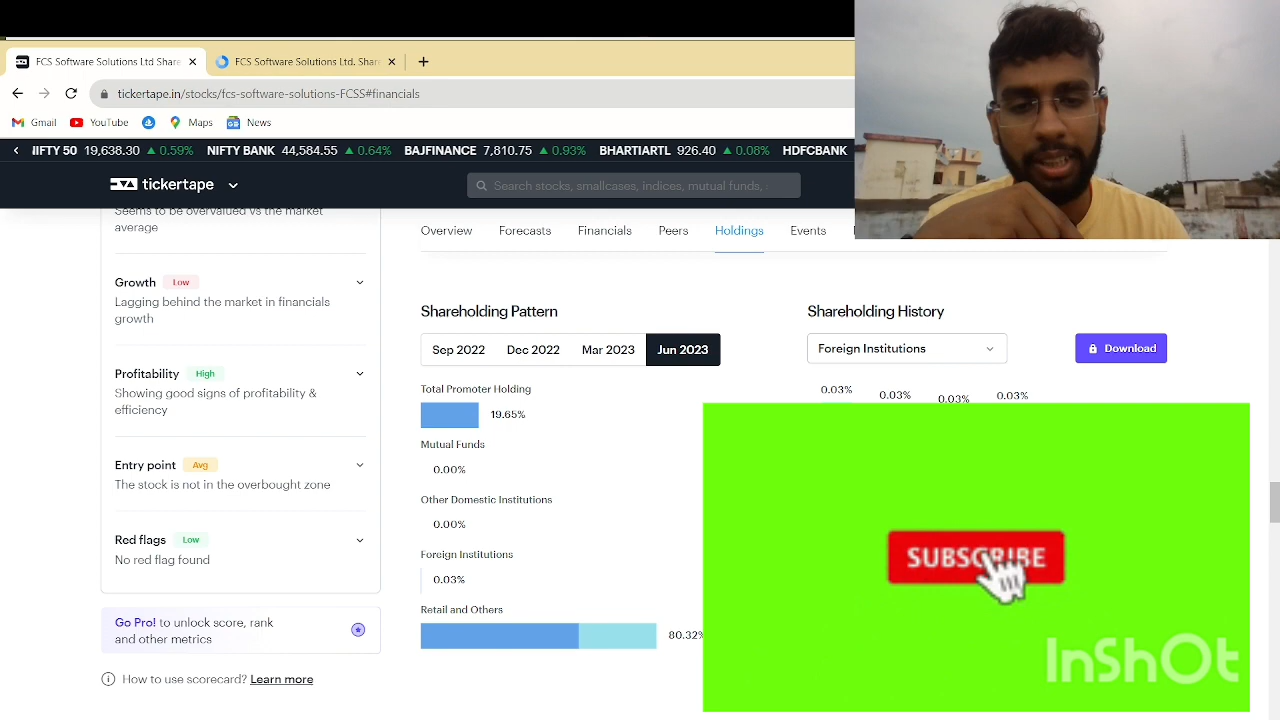 FCS Software Solutions Ltd Share
FCS Software Solutions Ltd. Share
tickertape.in/stocks/fcs-software-solutions-FCSS#financials
Gmail YouTube Maps News
NIFTY 50 19,638.30 0.59% NIFTY BANK 44,584.55 0.64% BAJFINANCE 7,810.75 0.93% BHARTIARTL 926.40 0.08% HDFCBANK
tickertape
Search stocks, smallcases, indices, mutual funds,
Seems to be overvalued vs the market
average
Overview Forecasts Financials Peers Holdings Events
Growth Low
Lagging behind the market in financials
growth
Profitability High
Showing good signs of profitability &
efficiency
Entry point Avg
The stock is not in the overbought zone
Red flags Low
No red flag found
Go Pro! to unlock score, rank
and other metrics
How to use scorecard? Learn more
Shareholding Pattern
Sep 2022 Dec 2022 Mar 2023 Jun 2023
Total Promoter Holding
19.65%
Mutual Funds
0.00%
Other Domestic Institutions
0.00%
Foreign Institutions
0.03%
Retail and Others
80.32%
Shareholding History
Foreign Institutions
Download
0.03% 0.03% 0.03% 0.03%
SUBSCRIBE
InShOt